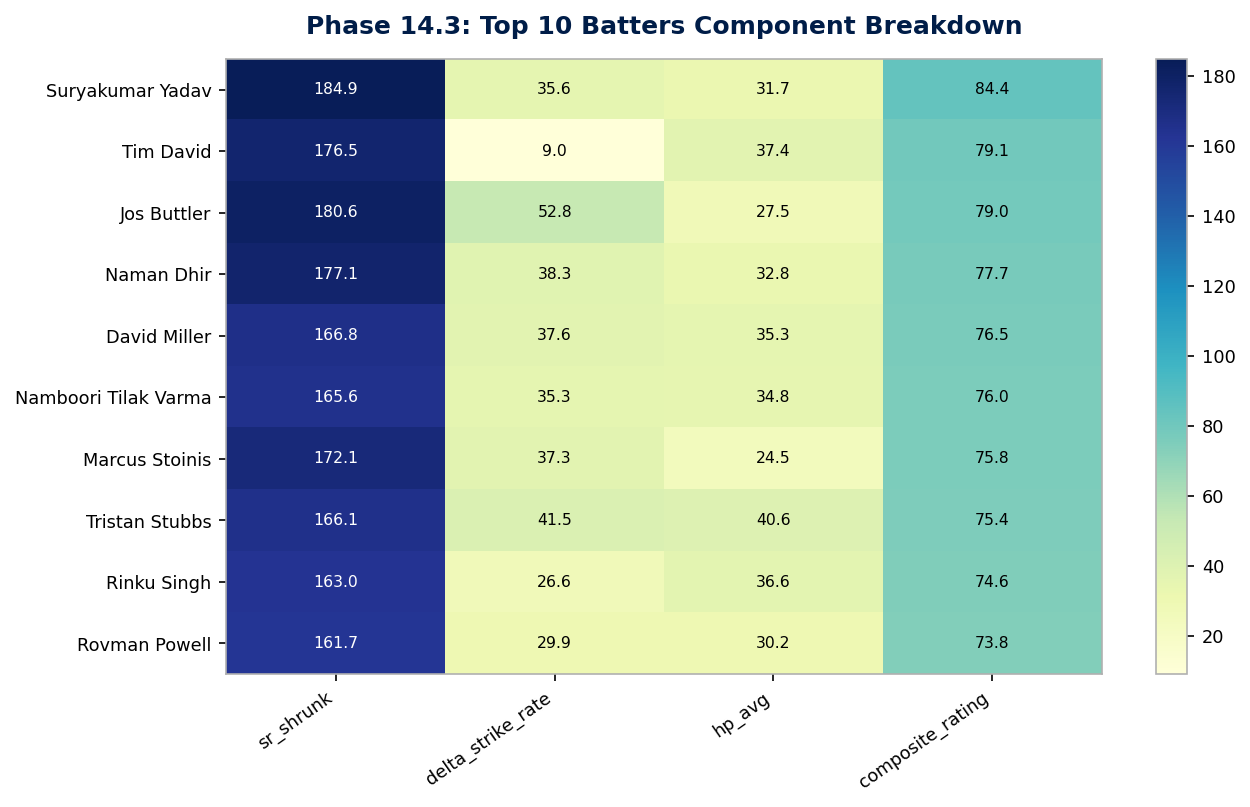 Phase 14.3: Top 10 Batters Component Breakdown
Suryakumar Yadav 184.9 35.6 31.7 84.4
Tim David 176.5 9.0 37.4 79.1
Jos Buttler 180.6 52.8 27.5 79.0
Naman Dhir 177.1 38.3 32.8 77.7
David Miller 166.8 37.6 35.3 76.5
Namboori Tilak Varma 165.6 35.3 34.8 76.0
Marcus Stoinis 172.1 37.3 24.5 75.8
Tristan Stubbs 166.1 41.5 40.6 75.4
Rinku Singh 163.0 26.6 36.6 74.6
Rovman Powell 161.7 29.9 30.2 73.8
sr_shrunk delta_strike_rate hp_avg composite_rating
180
160
140
120
100
80
60
40
20